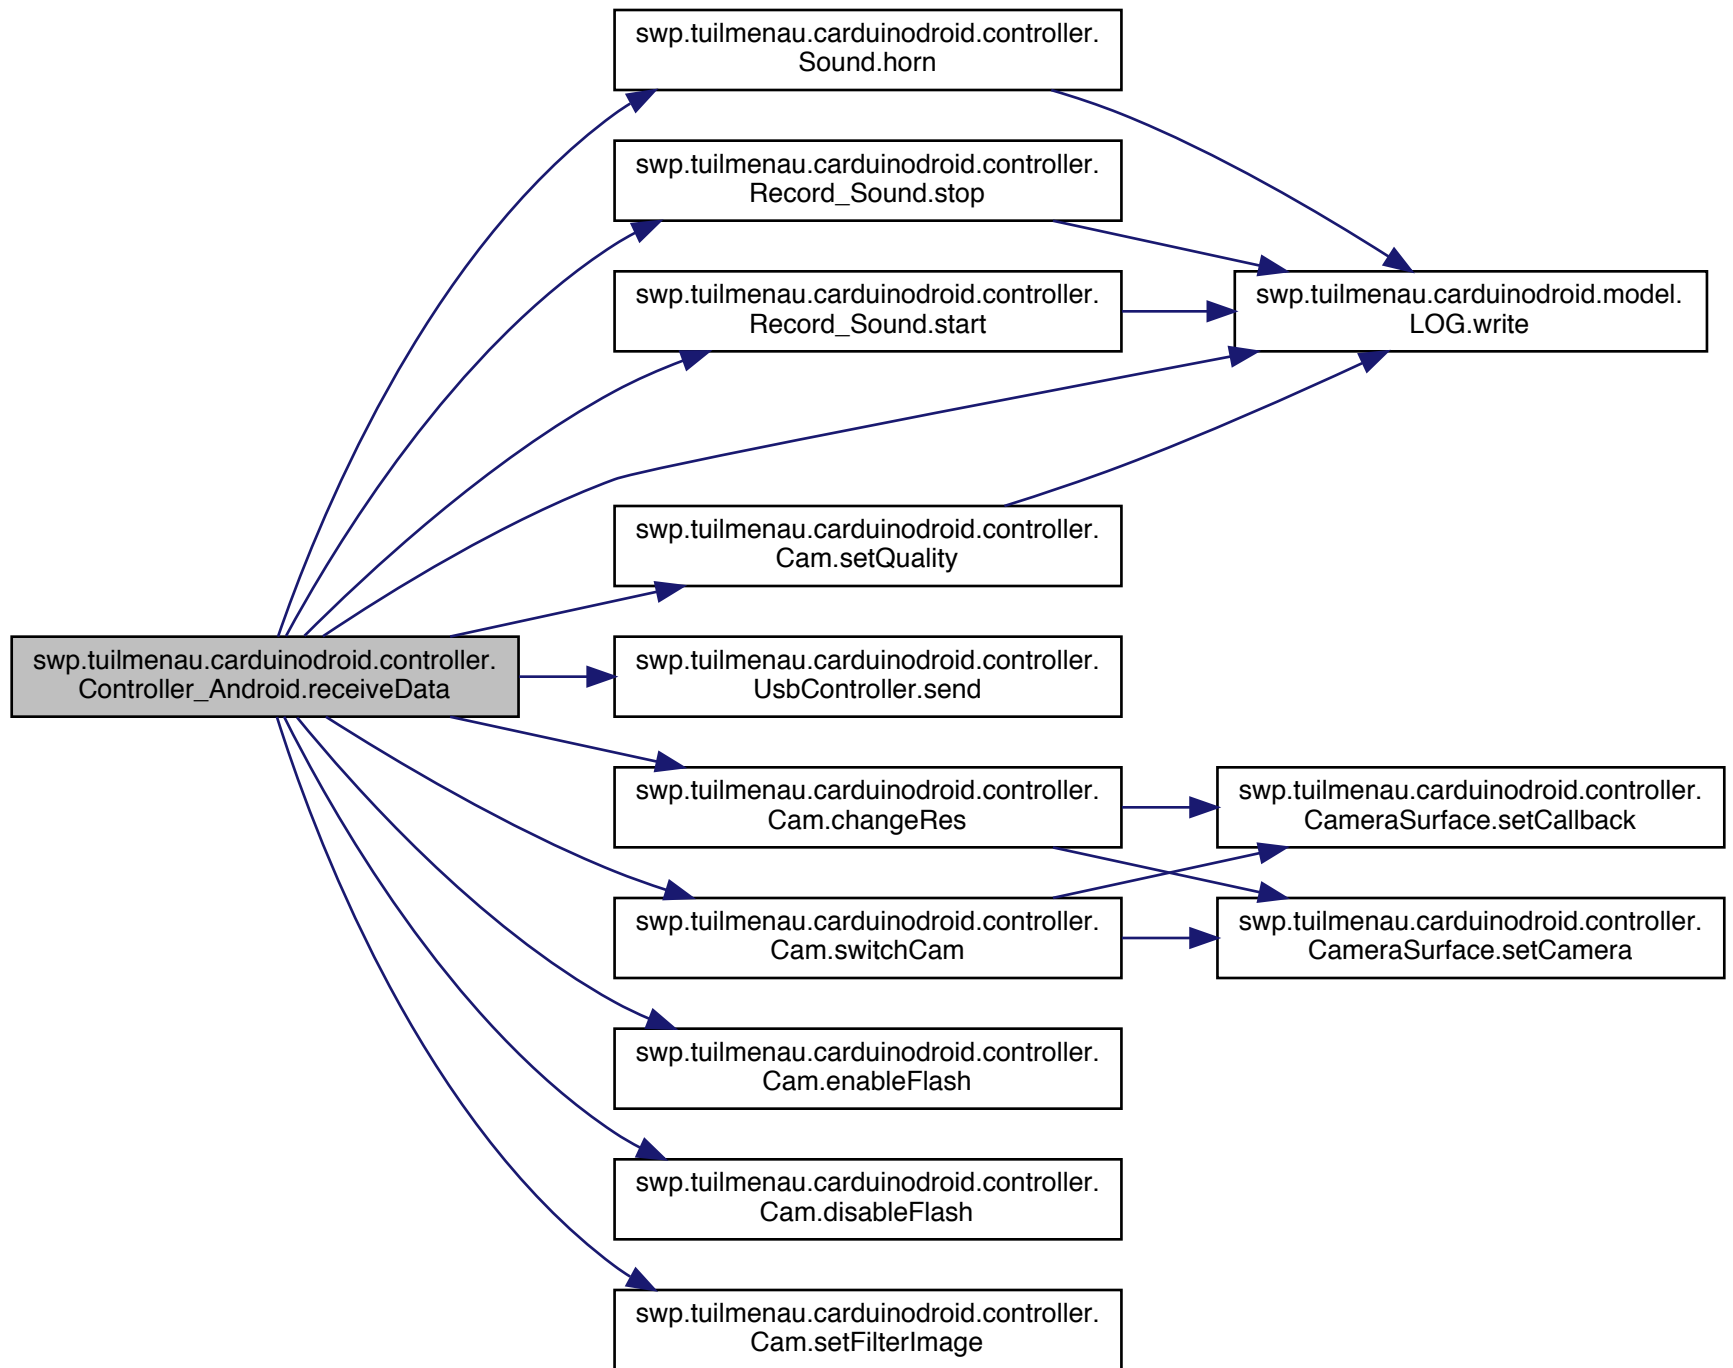 swp.tuilmenau.carduinodroid.controller.
Sound.horn
swp.tuilmenau.carduinodroid.controller.
Record_Sound.stop
swp.tuilmenau.carduinodroid.controller.
Record_Sound.start
swp.tuilmenau.carduinodroid.model.
LOG.write
swp.tuilmenau.carduinodroid.controller.
Cam.setQuality
swp.tuilmenau.carduinodroid.controller.
Controller_Android.receiveData
swp.tuilmenau.carduinodroid.controller.
UsbController.send
swp.tuilmenau.carduinodroid.controller.
Cam.changeRes
swp.tuilmenau.carduinodroid.controller.
CameraSurface.setCallback
swp.tuilmenau.carduinodroid.controller.
Cam.switchCam
swp.tuilmenau.carduinodroid.controller.
CameraSurface.setCamera
swp.tuilmenau.carduinodroid.controller.
Cam.enableFlash
swp.tuilmenau.carduinodroid.controller.
Cam.disableFlash
swp.tuilmenau.carduinodroid.controller.
Cam.setFilterImage